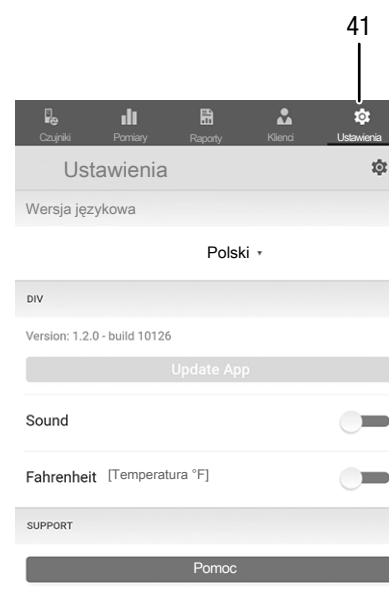 41
Czujniki Pomiary Raporty Klienci Ustawienia
Ustawienia
Wersja językowa
Polski
DIV
Version: 1.2.0 - build 10126
Update App
Sound
Fahrenheit [Temperatura °F]
SUPPORT
Pomoc